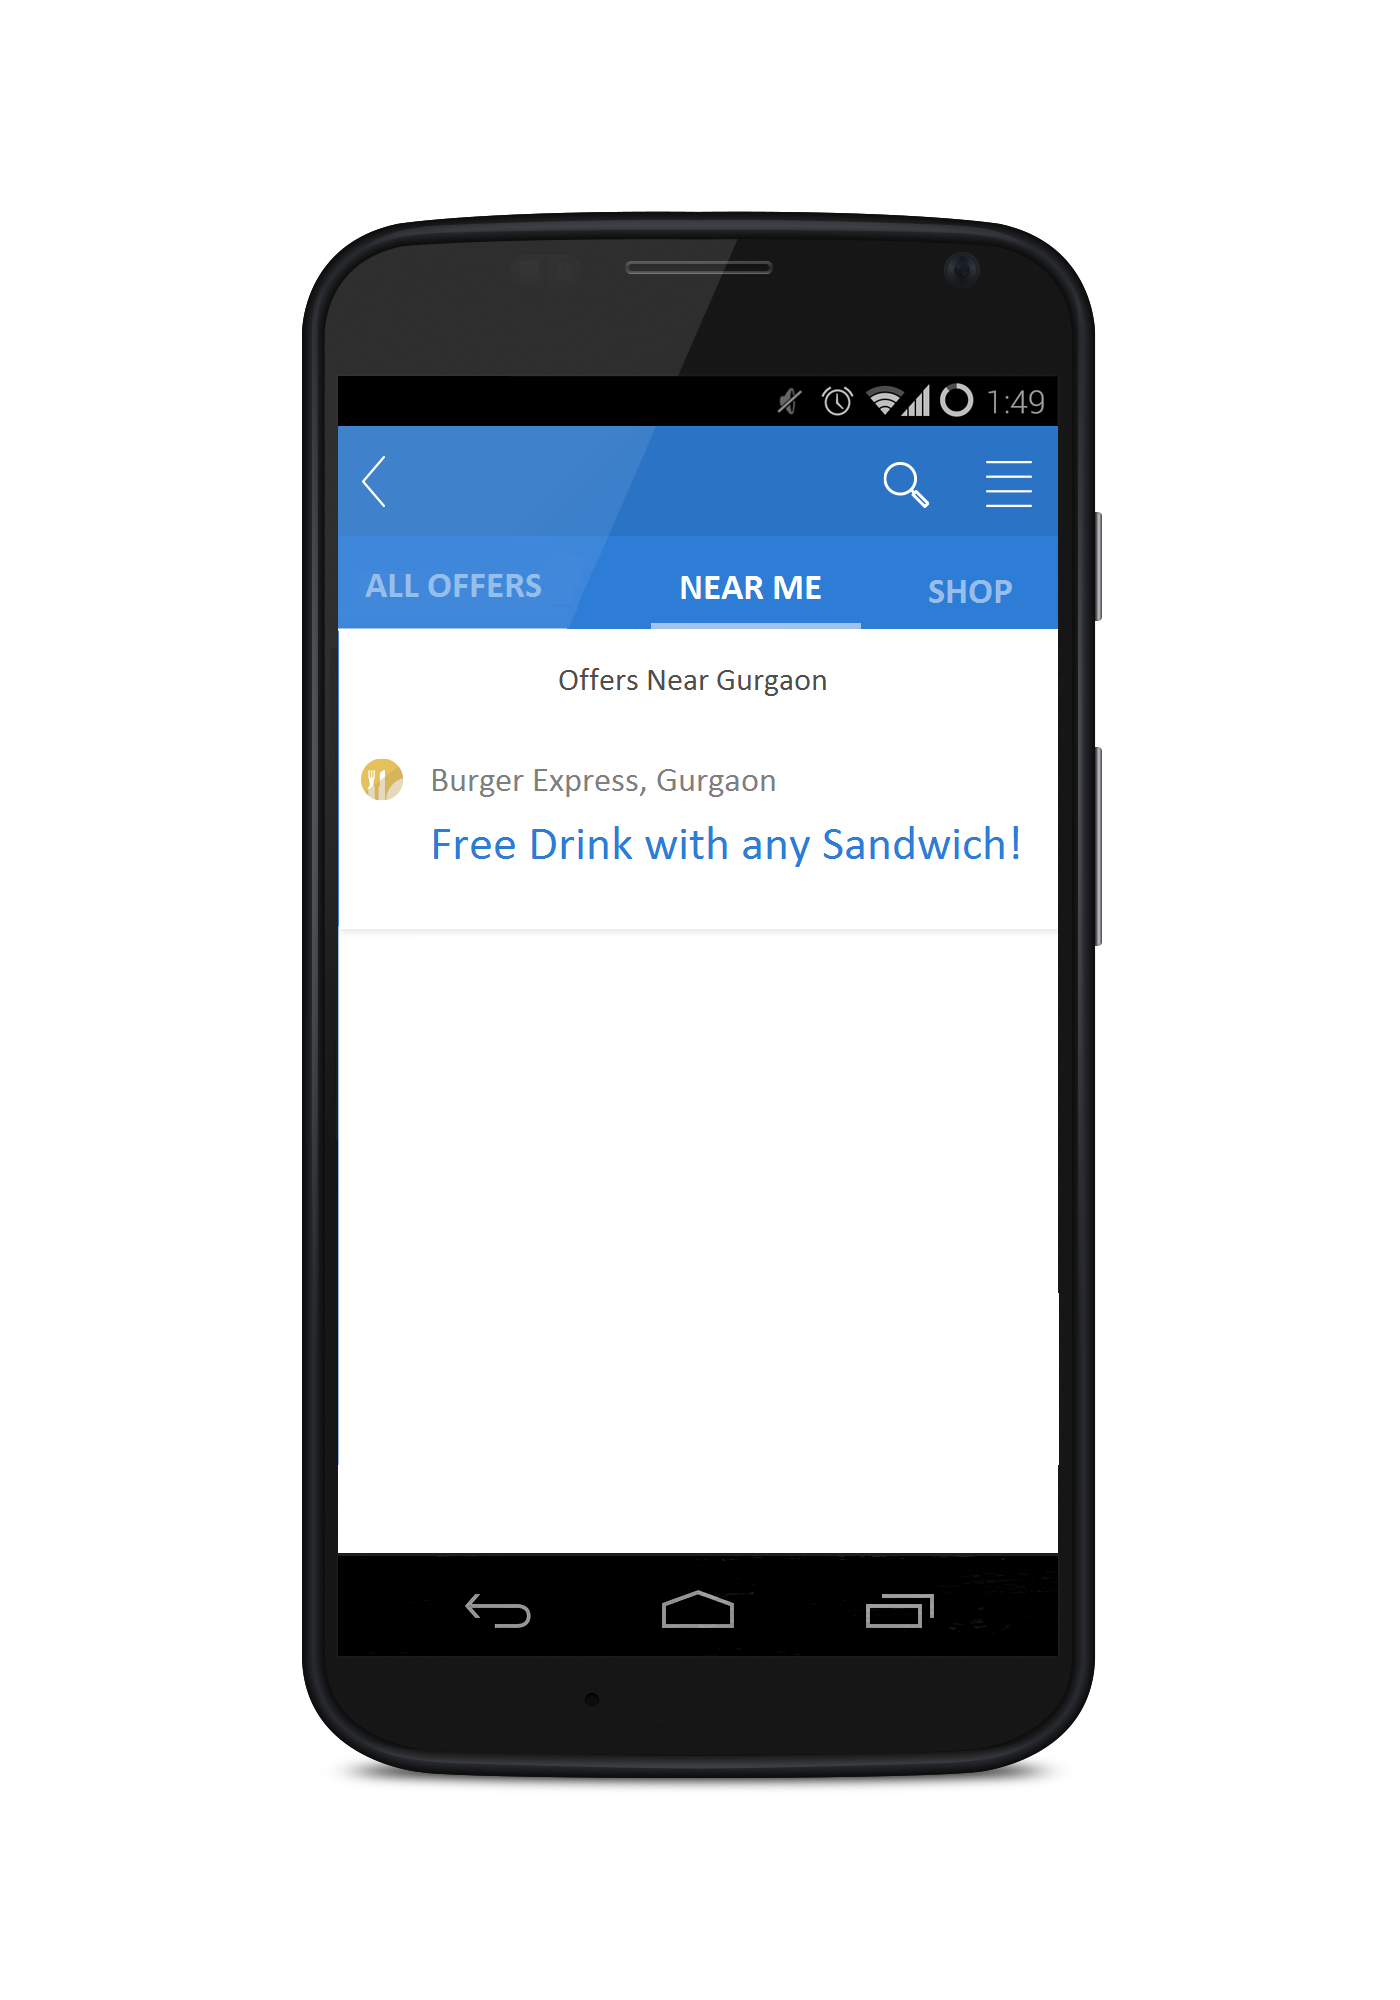 1:49
ALL OFFERS NEAR ME SHOP
Offers Near Gurgaon
Burger Express, Gurgaon
Free Drink with any Sandwich!